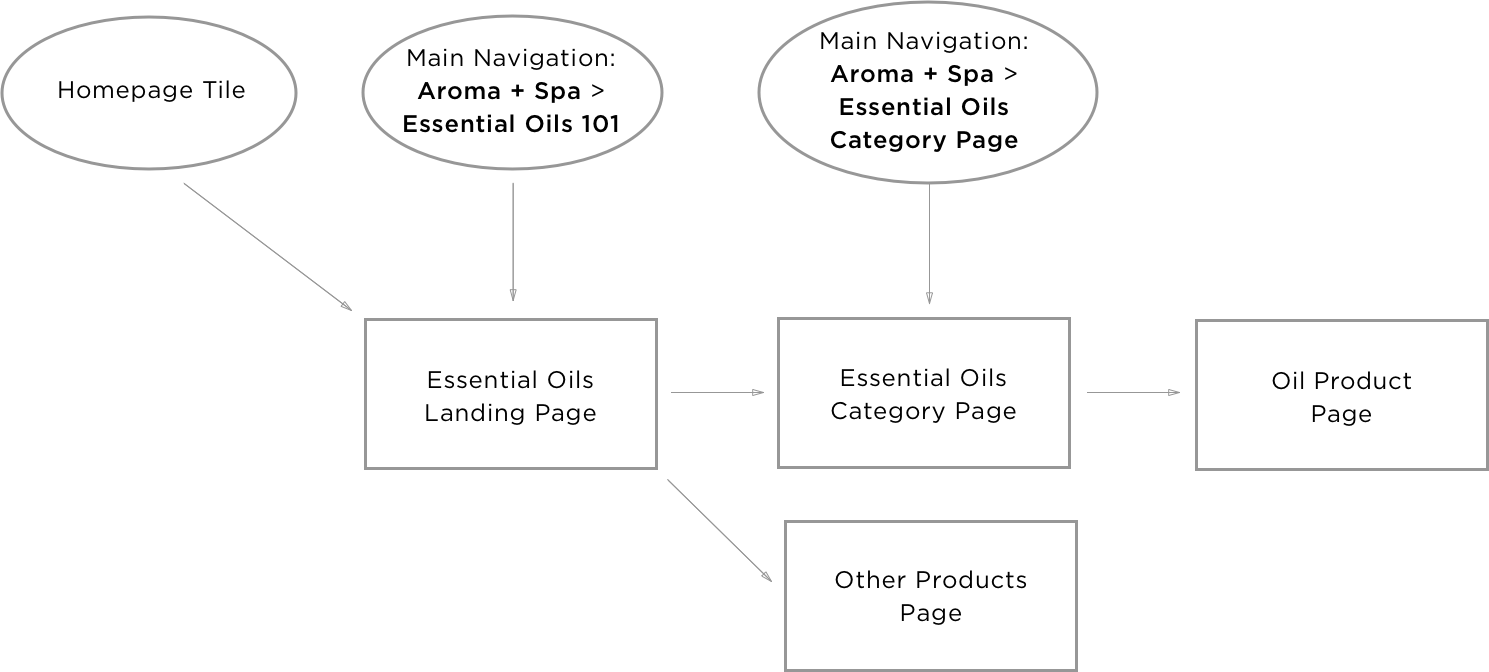 Homepage Tile
Main Navigation:
Aroma + Spa >
Essential Oils 101
Main Navigation:
Aroma + Spa >
Essential Oils
Category Page
Essential Oils
Landing Page
Essential Oils
Category Page
Oil Product
Page
Other Products
Page